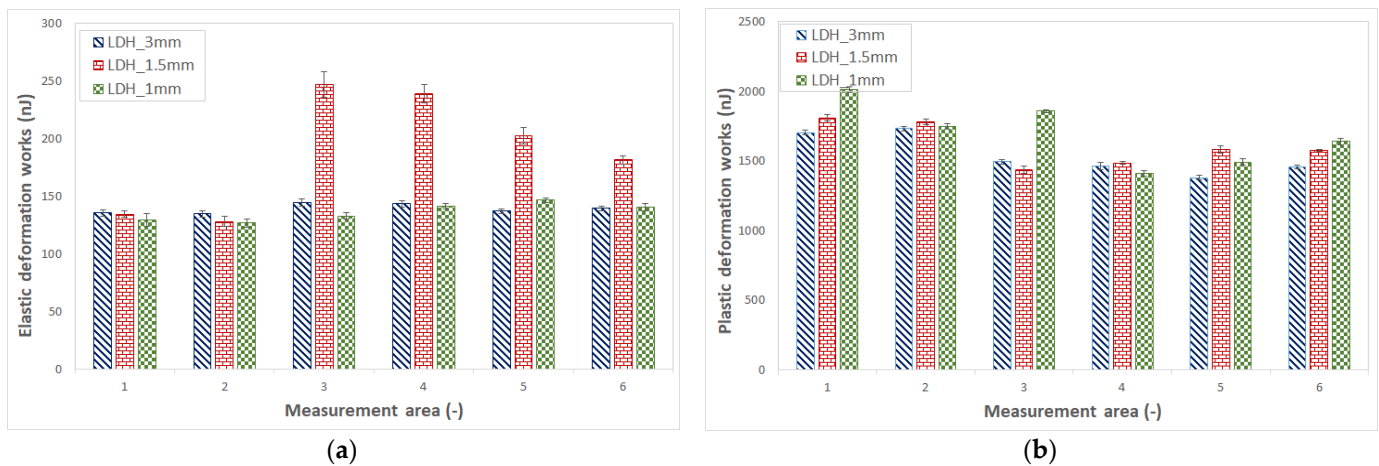 300
250
200
150
100
50
0
Elastic deformation works (nJ)
LDH_3mm
LDH_1.5mm
LDH_1mm
1 2 3 4 5 6
Measurement area (-)
(a)
2500
2000
1500
1000
500
0
Plastic deformation works (nJ)
LDH_3mm
LDH_1.5mm
LDH_1mm
1 2 3 4 5 6
Measurement area (-)
(b)